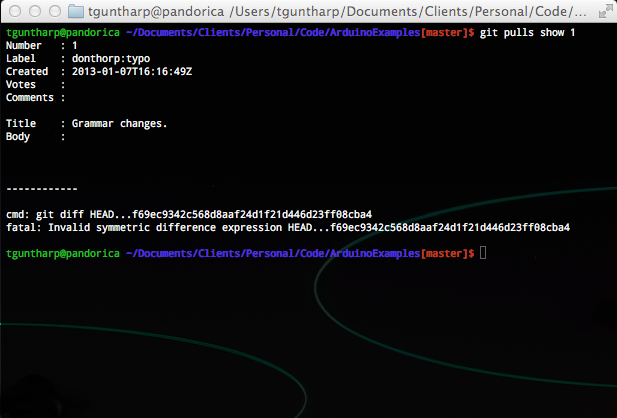 tguntharp@pandorica /Users/tguntharp/Documents/Clients/Personal/Code/...
tguntharp@pandorica ~/Documents/Clients/Personal/Code/ArduinoExamples[master]$ git pulls show 1
Number   : 1
Label    : donthorp:typo
Created  : 2013-01-07T16:16:49Z
Votes    :
Comments :
Title    : Grammar changes.
Body     :
------------
cmd: git diff HEAD...f69ec9342c568d8aaf24d1f21d446d23ff08cba4
fatal: Invalid symmetric difference expression HEAD...f69ec9342c568d8aaf24d1f21d446d23ff08cba4
tguntharp@pandorica ~/Documents/Clients/Personal/Code/ArduinoExamples[master]$